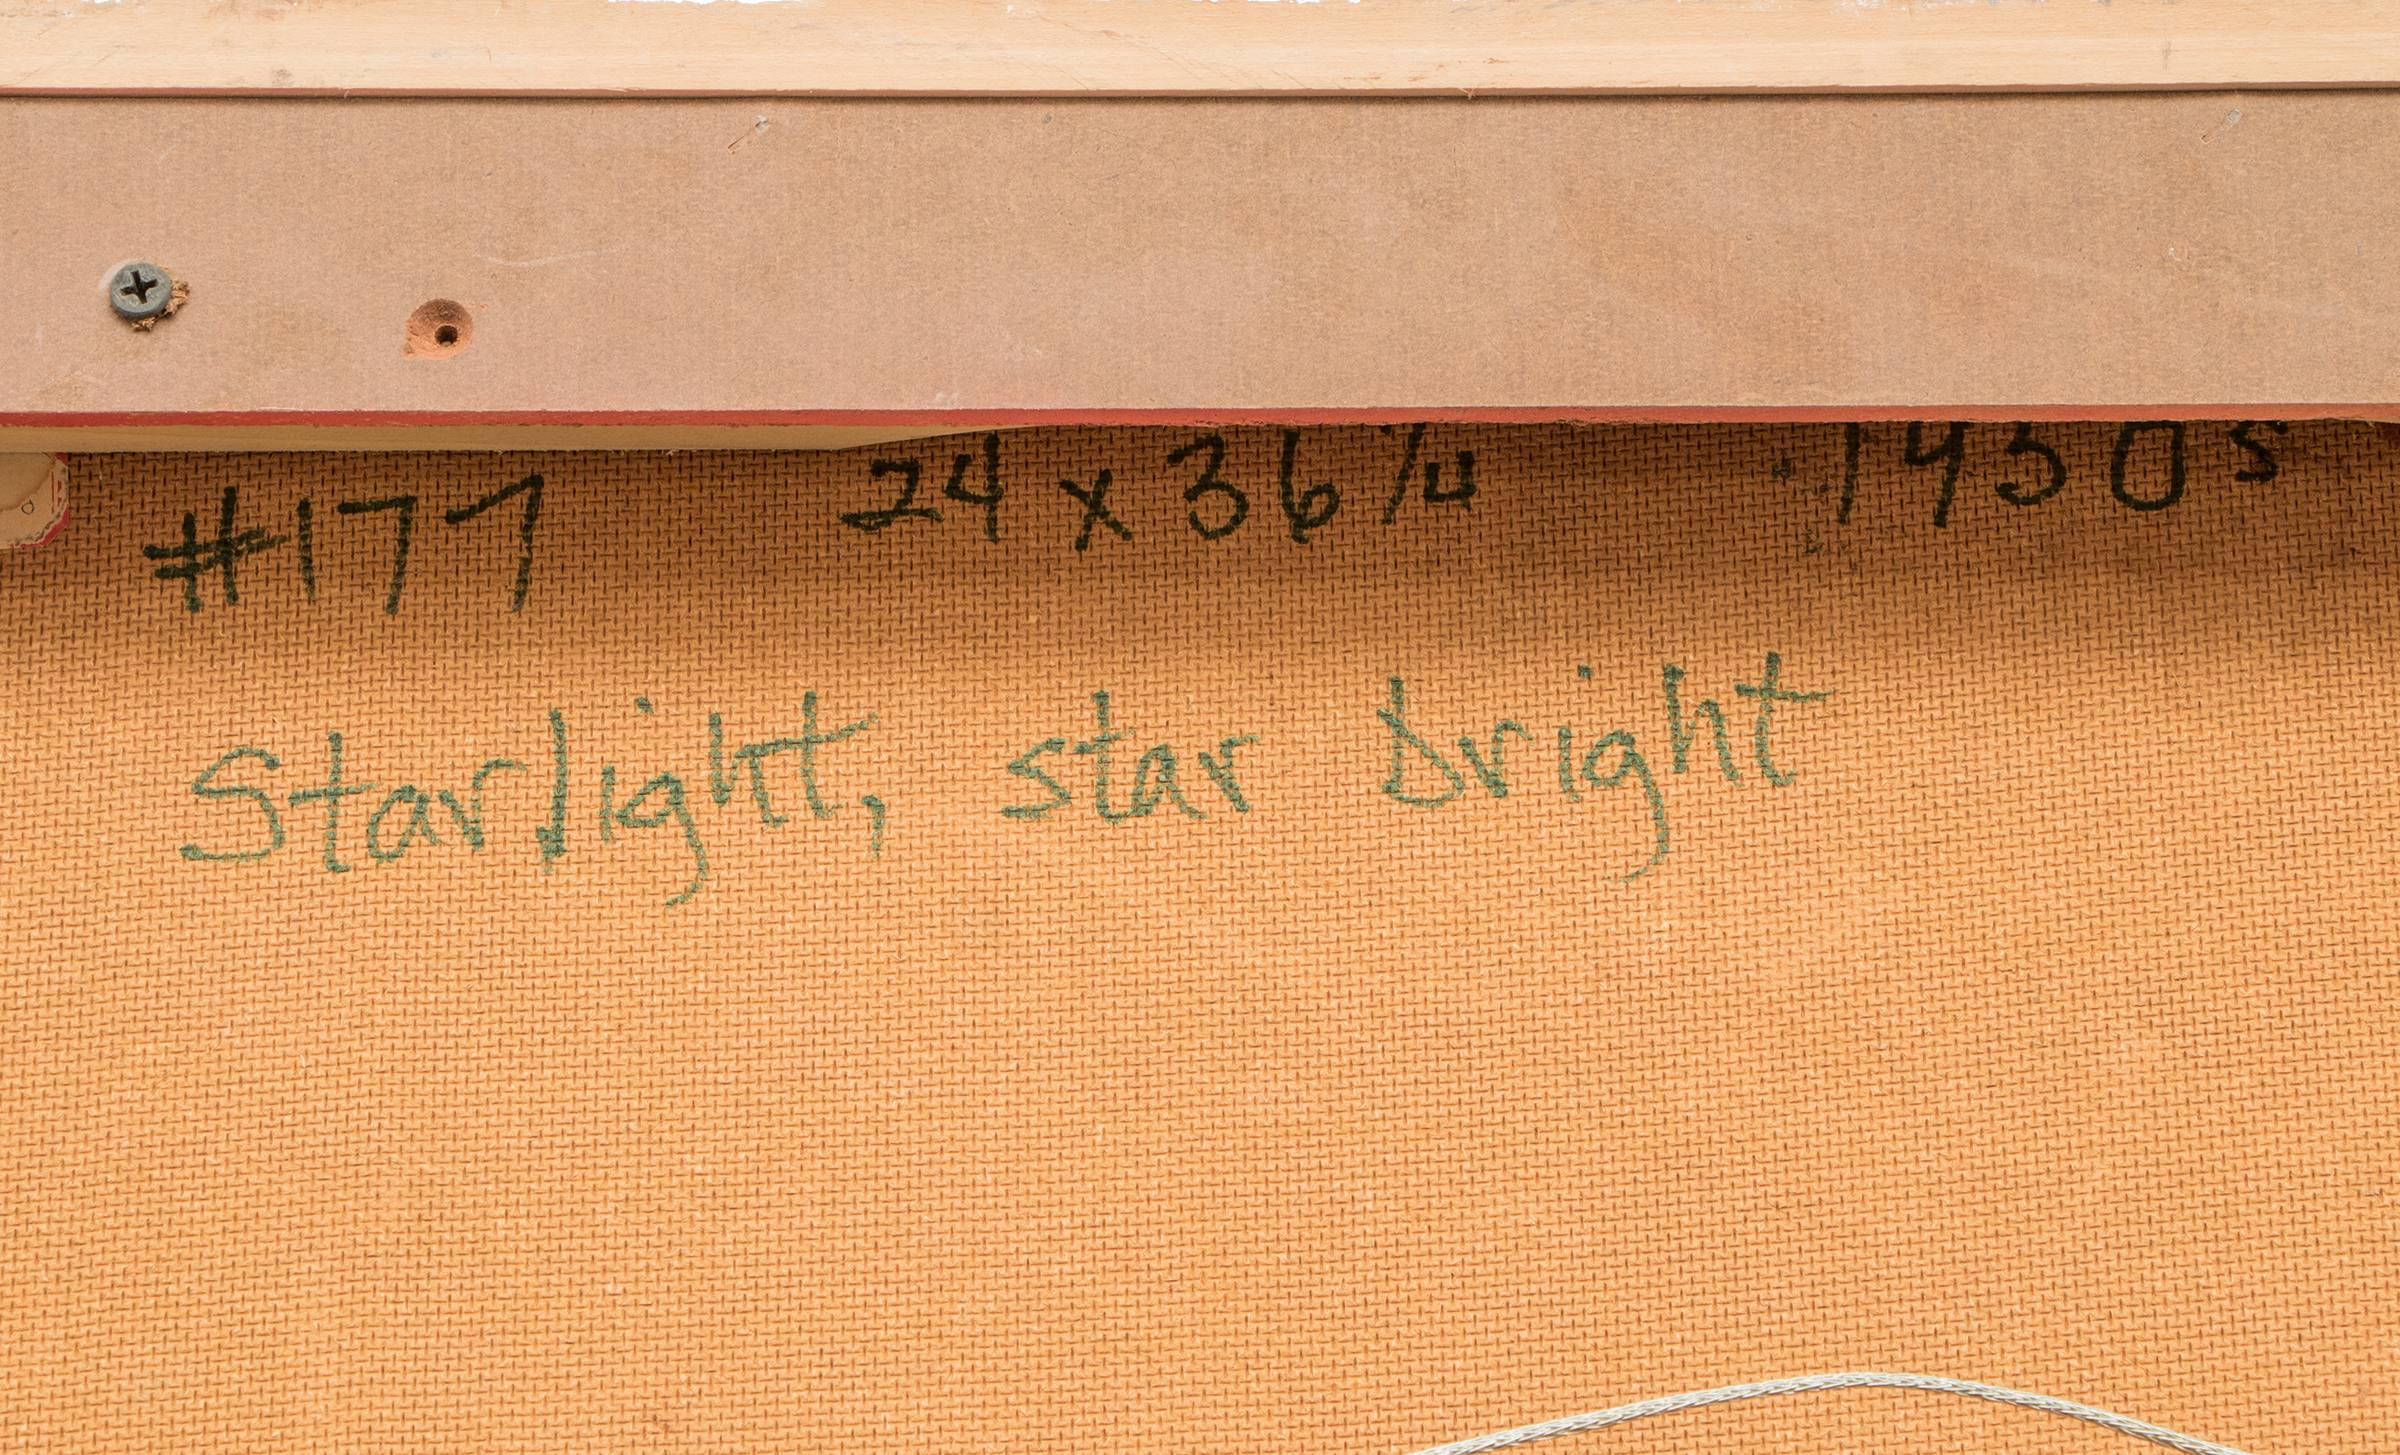 #177 24 x 36 1/4 1950s
Starlight, star bright